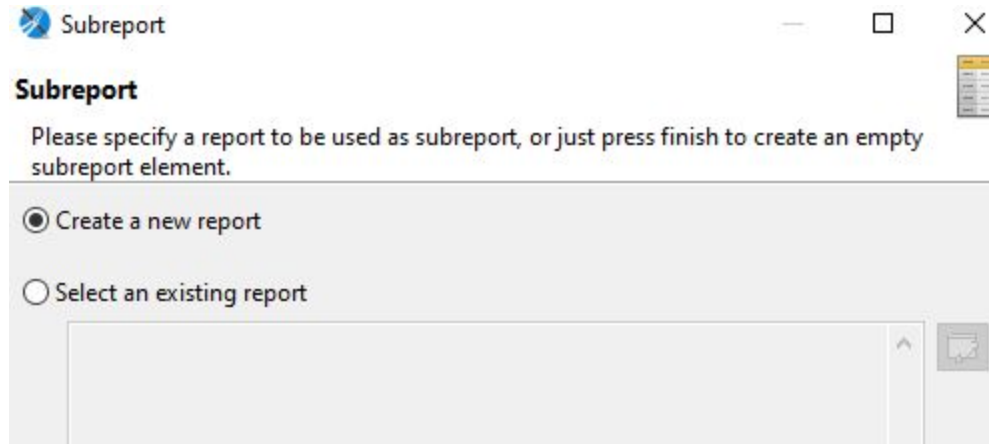 Subreport
Subreport
Please specify a report to be used as subreport, or just press finish to create an empty
subreport element.
Create a new report
Select an existing report